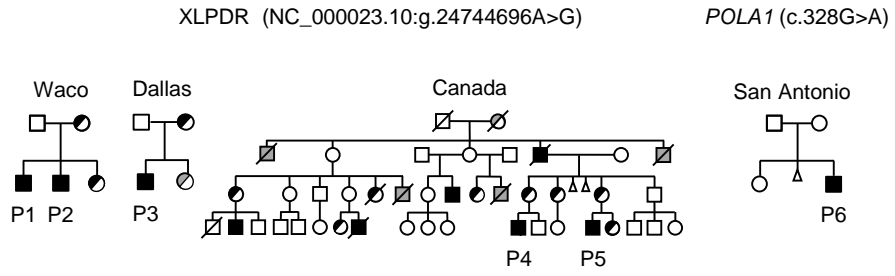 XLPDR (NC_000023.10:g.24744696A>G)
POLA1 (c.328G>A)
Waco
Dallas
Canada
San Antonio
P1 P2
P3
P4
P5
P6